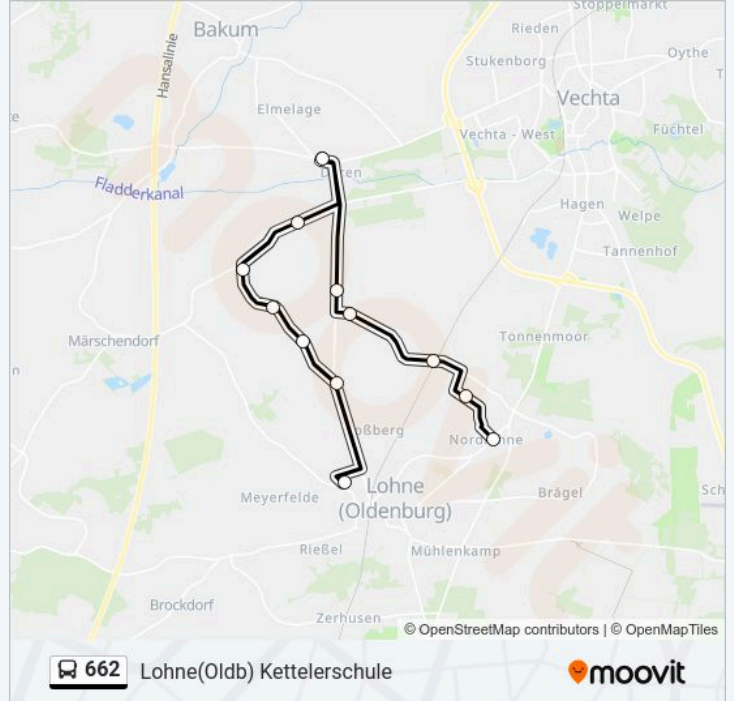 Stoppelmarkt
Bakum
Rieden
Hansalinie
Stukenborg
Oythe
Vechta
Elmelage
Vechta - West
Füchtel
Fladderkanal
Hagen
Welpe
Tannenhof
Märschendorf
Tonnenmoor
Brägel
Meyerfelde
Lohne
(Oldenburg)
Rießel
Mühlenkamp
Brockdorf
Zerhusen
© OpenStreetMap contributors | © OpenMapTiles
662 Lohne(Oldb) Kettelerschule
moovit